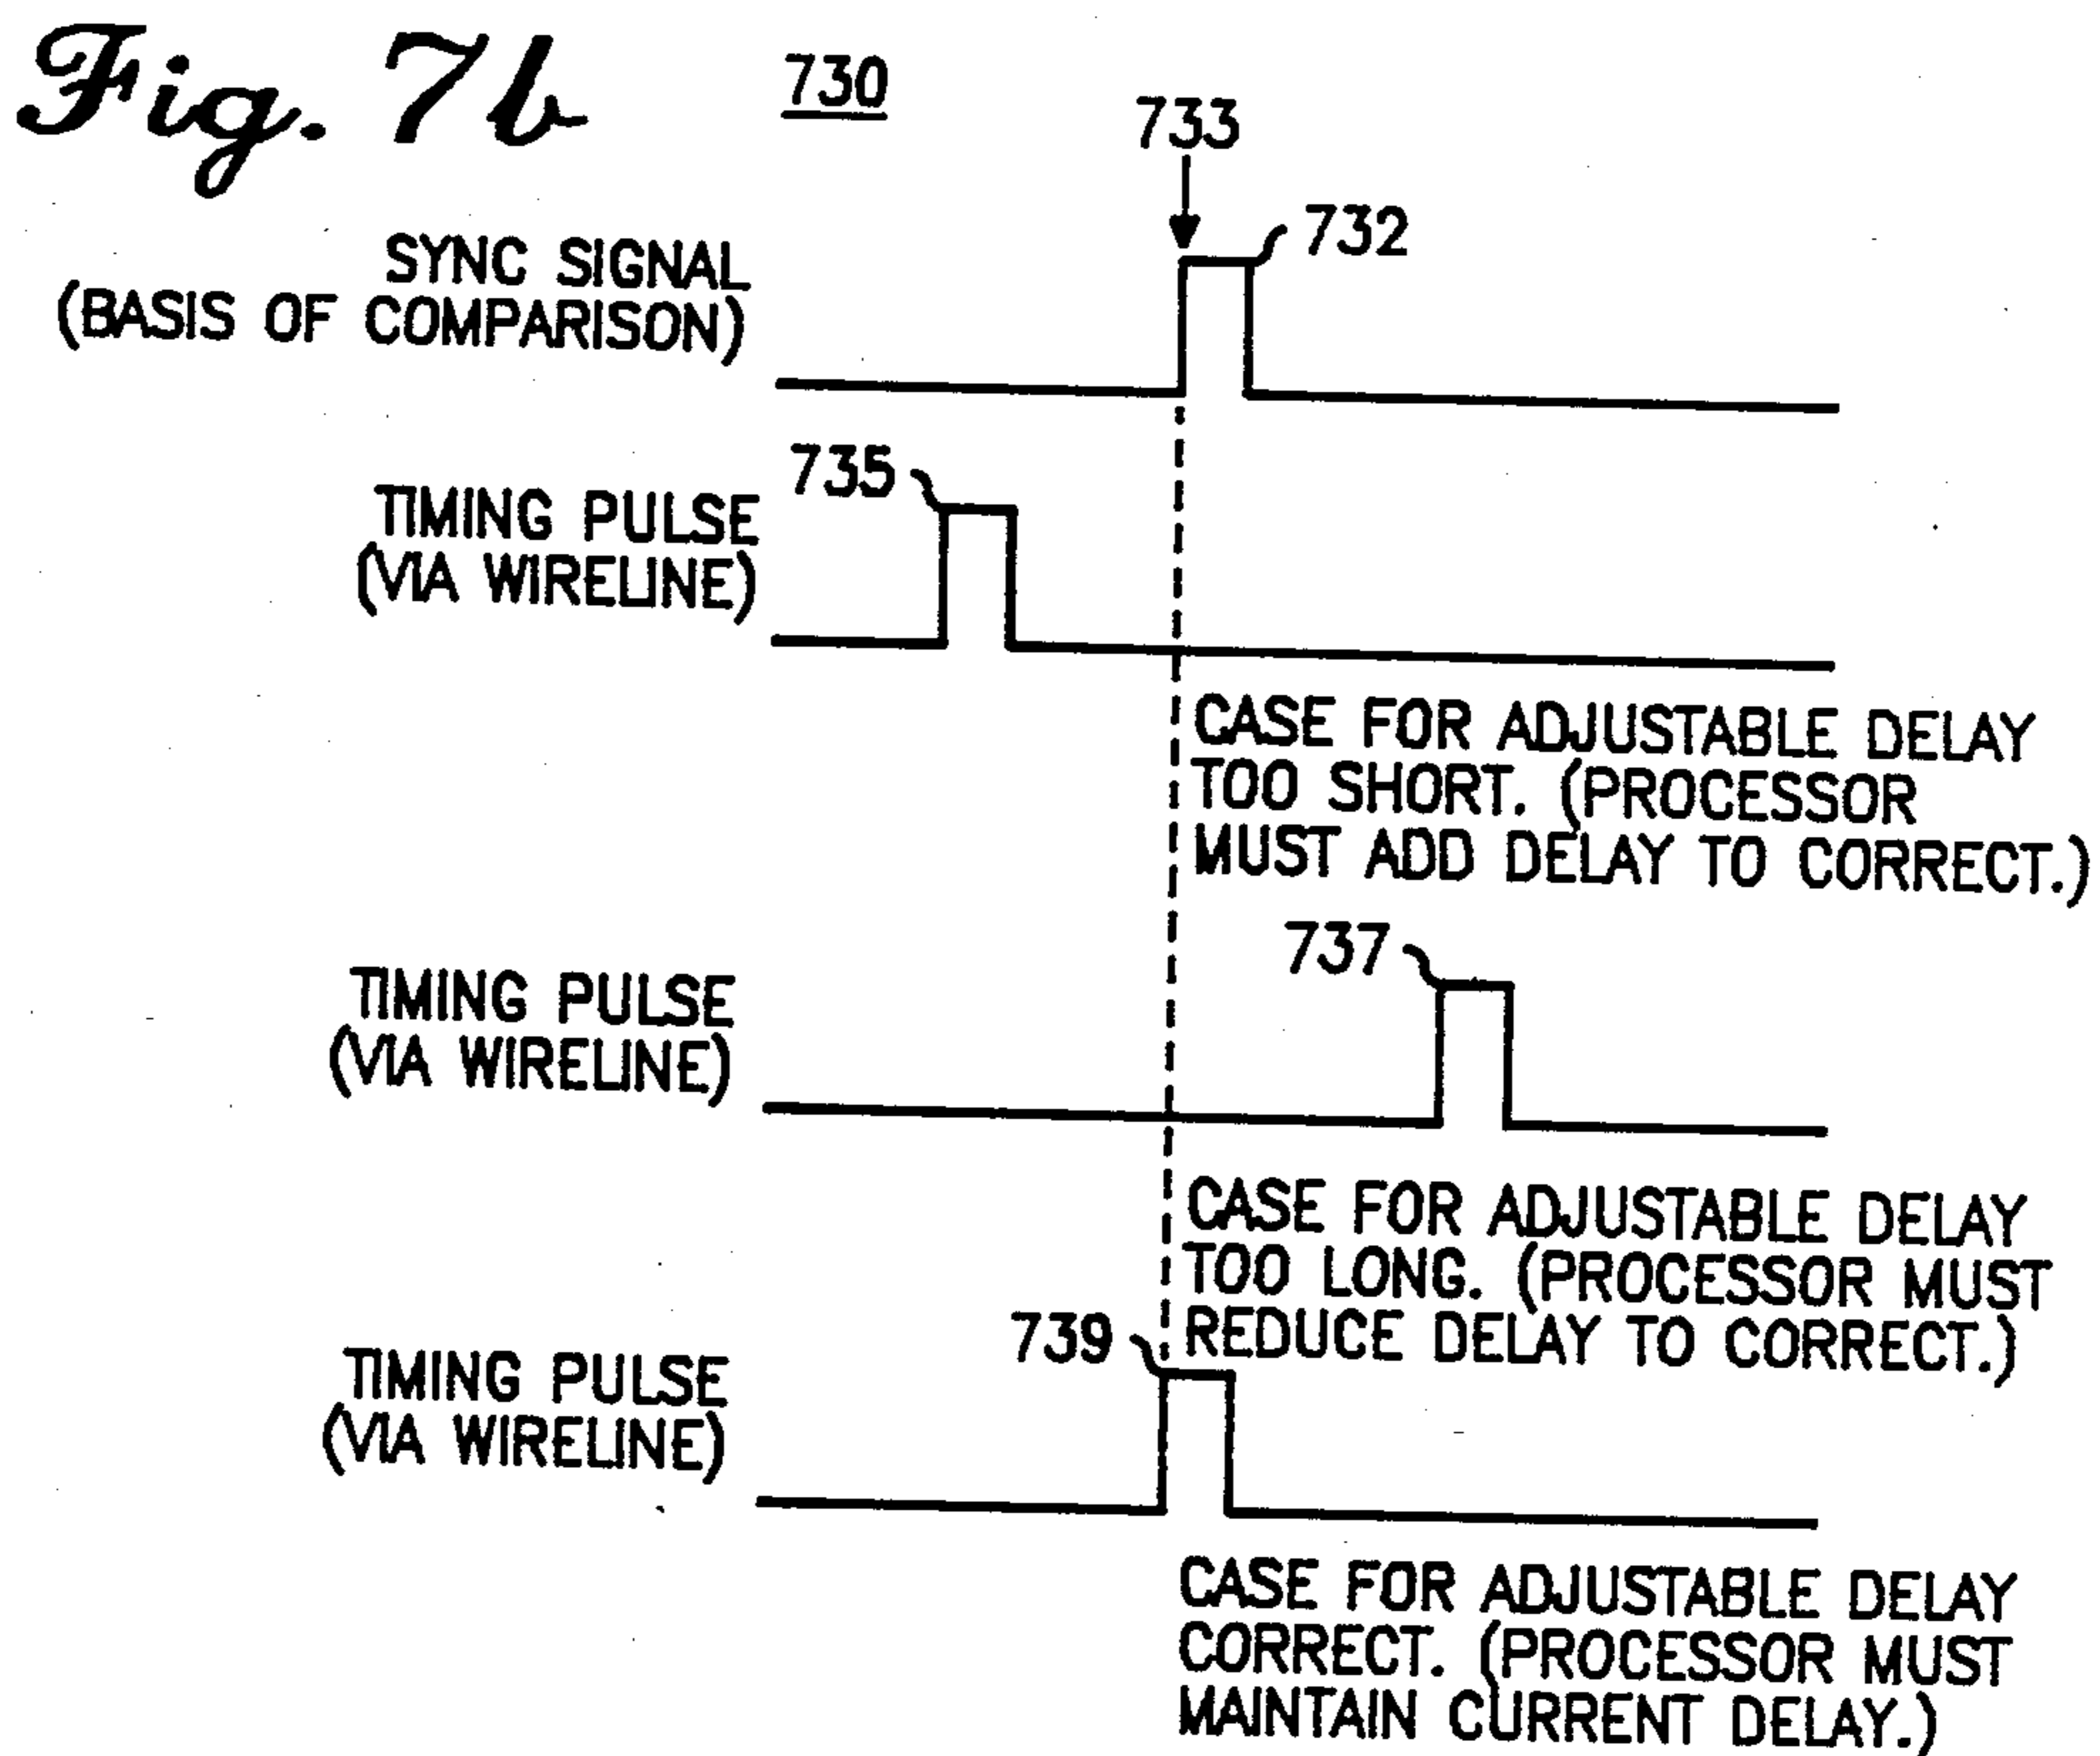 Fig. 7b
730
733
732
SYNC SIGNAL
(BASIS OF COMPARISON)
735
TIMING PULSE
(VIA WIRELINE)
CASE FOR ADJUSTABLE DELAY
TOO SHORT. (PROCESSOR
MUST ADD DELAY TO CORRECT.)
737
TIMING PULSE
(VIA WIRELINE)
CASE FOR ADJUSTABLE DELAY
TOO LONG. (PROCESSOR MUST
REDUCE DELAY TO CORRECT.)
739
TIMING PULSE
(VIA WIRELINE)
CASE FOR ADJUSTABLE DELAY
CORRECT. (PROCESSOR MUST
MAINTAIN CURRENT DELAY.)